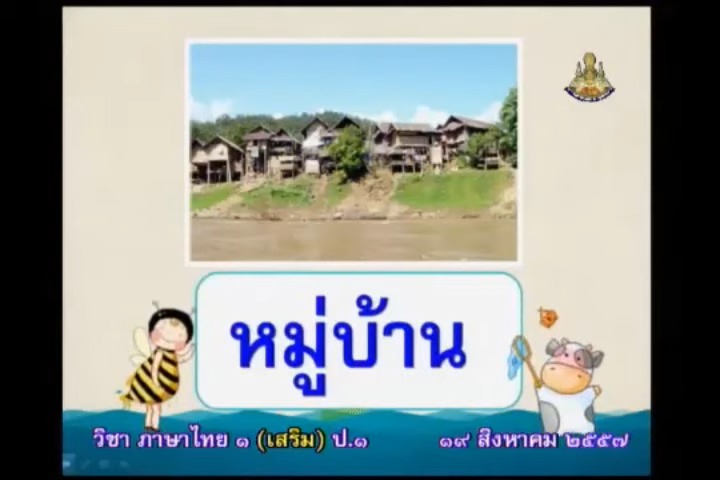 หมู่บ้าน
วิชา ภาษาไทย ๑ (เสริม) ป.๑ ๑๙ สิงหาคม ๒๕๕๗